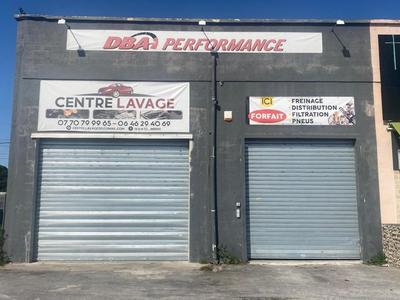 DBA PERFORMANCE
CENTRE LAVAGE
07 70 79 99 65 - 06 46 29 40 69
ICI
FORFAIT
FREINAGE
DISTRIBUTION
FILTRATION
PNEUS